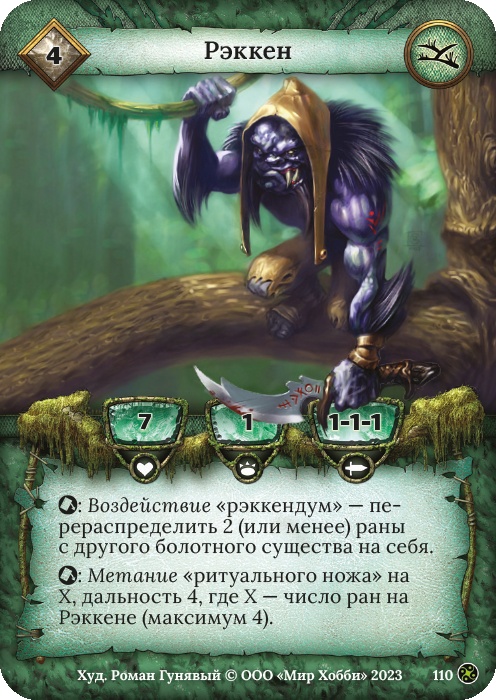 4
Рэккен
7
1
1-1-1
: Воздействие «рэккендум» — пе-
рераспределить 2 (или менее) раны
с другого болотного существа на себя.
: Метание «ритуального ножа» на
X, дальность 4, где X — число ран на
Рэккене (максимум 4).
Худ. Роман Гунявый © ООО «Мир Хобби» 2023
110